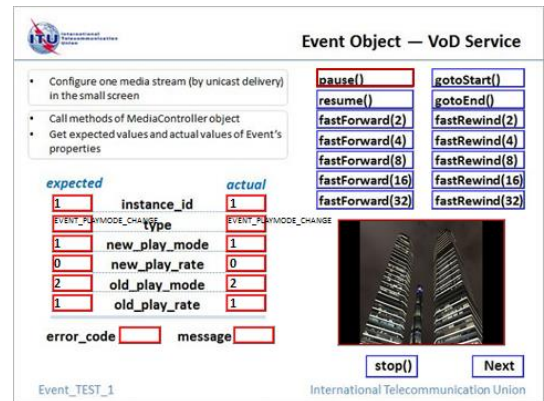 ITU International
Telecommunication
Union
Event Object — VoD Service
• Configure one media stream (by unicast delivery)
in the small screen
• Call methods of MediaController object
• Get expected values and actual values of Event's
properties
pause() gotoStart()
resume() gotoEnd()
fastForward(2) fastRewind(2)
fastForward(4) fastRewind(4)
fastForward(8) fastRewind(8)
fastForward(16) fastRewind(16)
fastForward(32) fastRewind(32)
expected actual
1 instance_id 1
EVENT_PLAYMODE_CHANGE type EVENT_PLAYMODE_CHANGE
1 new_play_mode 1
0 new_play_rate 0
2 old_play_mode 2
1 old_play_rate 1
error_code message
stop() Next
Event_TEST_1 International Telecommunication Union